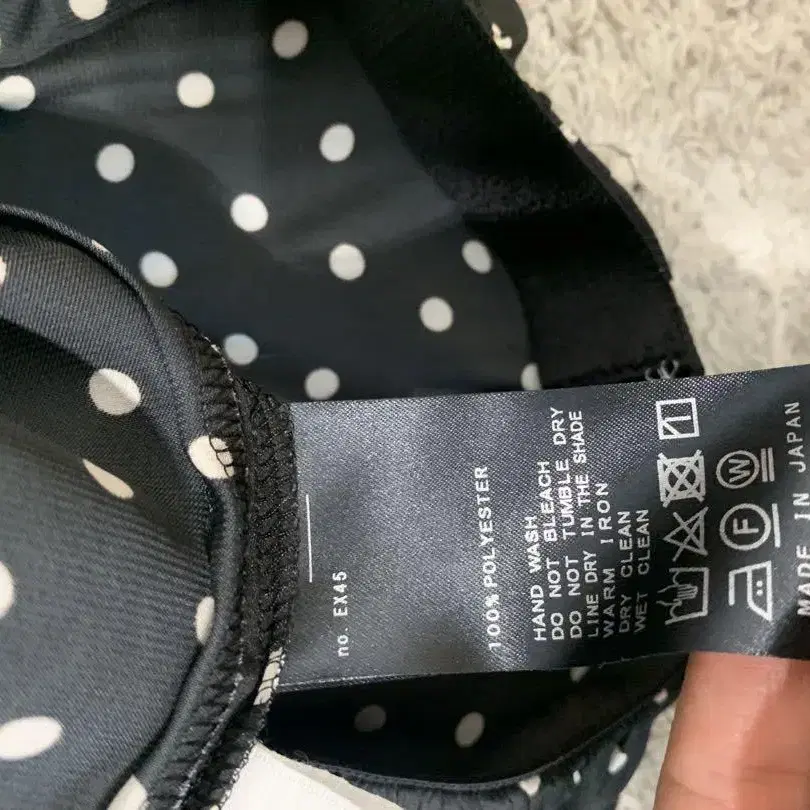 no. EX45
100% POLYESTER
HAND WASH
DO NOT BLEACH
DO NOT TUMBLE DRY
LINE DRY IN THE SHADE
WARM IRON
DRY CLEAN
WET CLEAN
F
W
MADE IN JAPAN